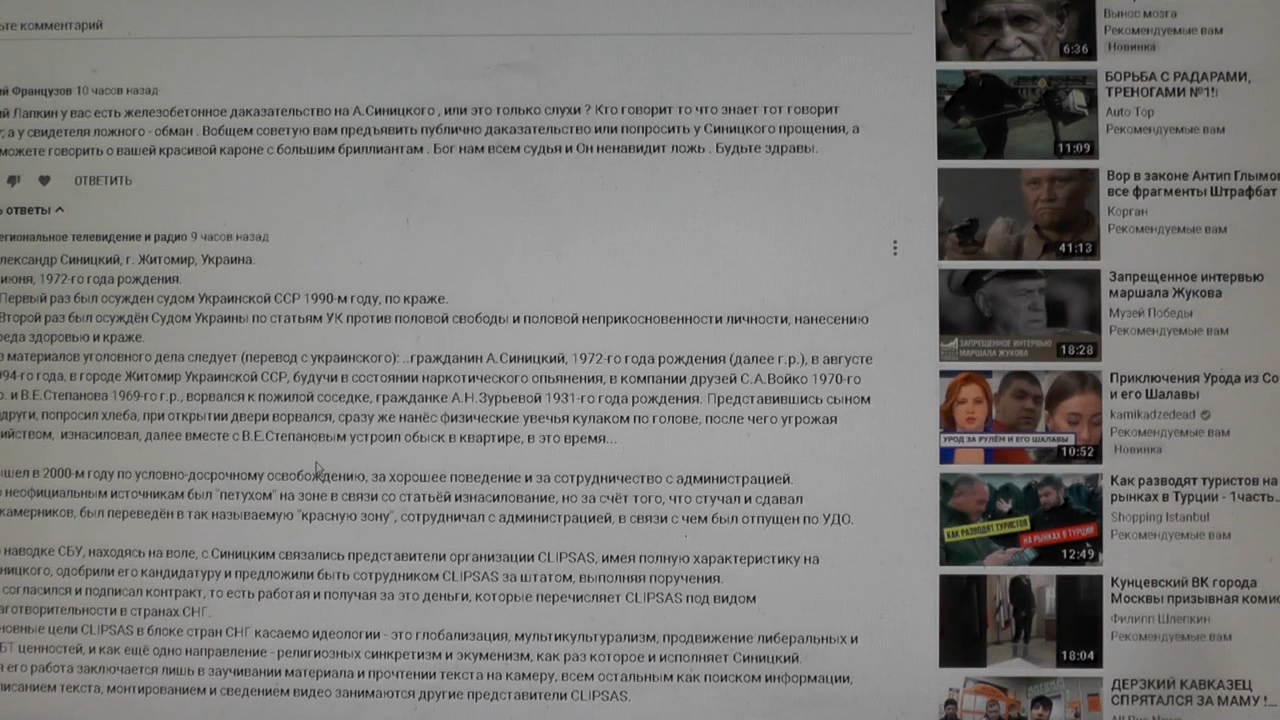 ьте комментарий
ий Французов 10 часов назад
ий Лапкин у вас есть железобетонное даказательство на А.Синицкого , или это только слухи ? Кто говорит то что знает тот говорит
у; а у свидетеля ложного - обман . Вобщем советую вам предъявить публично даказательство или попросить у Синицкого прощения, а
можете говорить о вашей красивой кароне с большим бриллиантам . Бог нам всем судья и Он ненавидит ложь . Будьте здравы.
ОТВЕТИТЬ
ь ответы
егиональное телевидение и радио 9 часов назад
лександр Синицкий, г. Житомир, Украина.
июня, 1972-го года рождения.
Первый раз был осужден судом Украинской ССР 1990-м году, по краже.
Второй раз был осуждён Судом Украины по статьям УК против половой свободы и половой неприкосновенности личности, нанесению
реда здоровью и краже.
з материалов уголовного дела следует (перевод с украинского): ..гражданин А.Синицкий, 1972-го года рождения (далее г.р.), в августе
994-го года, в городе Житомир Украинской ССР, будучи в состоянии наркотического опьянения, в компании друзей С.А.Войко 1970-го
р. и В.Е.Степанова 1969-го г.р., ворвался к пожилой соседке, гражданке А.Н.Зурьевой 1931-го года рождения. Представившись сыном
други, попросил хлеба, при открытии двери ворвался, сразу же нанёс физические увечья кулаком по голове, после чего угрожая
ийством, изнасиловал, далее вместе с В.Е.Степановым устроил обыск в квартире, в это время...
ышел в 2000-м году по условно-досрочному освобождению, за хорошее поведение и за сотрудничество с администрацией.
о неофициальным источникам был "петухом" на зоне в связи со статьёй изнасилование, но за счёт того, что стучал и сдавал
камерников, был переведён в так называемую "красную зону", сотрудничал с администрацией, в связи с чем был отпущен по УДО.
наводке СБУ, находясь на воле, с Синицким связались представители организации CLIPSAS, имея полную характеристику на
ницкого, одобрили его кандидатуру и предложили быть сотрудником CLIPSAS за штатом, выполняя поручения.
согласился и подписал контракт, то есть работая и получая за это деньги, которые перечисляет CLIPSAS под видом
аготворительности в странах СНГ.
новные цели CLIPSAS в блоке стран СНГ касаемо идеологии - это глобализация, мультикультурализм, продвижение либеральных и
БТ ценностей, и как ещё одно направление - религиозных синкретизм и экуменизм, как раз которое и исполняет Синицкий.
я его работа заключается лишь в заучивании материала и прочтении текста на камеру, всем остальным как поиском информации,
писанием текста, монтированием и сведением видео занимаются другие представители CLIPSAS.
6:36
Вынос мозга
Рекомендуемые вам
Новинка
11:09
БОРЬБА С РАДАРАМИ,
ТРЕНОГАМИ №1!
Auto Top
Рекомендуемые вам
41:13
Вор в законе Антип Глымов
все фрагменты Штрафбат
Корган
Рекомендуемые вам
ЗАПРЕЩЕННОЕ ИНТЕРВЬЮ
МАРШАЛА ЖУКОВА
18:28
Запрещенное интервью
маршала Жукова
Музей Победы
Рекомендуемые вам
УРОД ЗА РУЛЁМ И ЕГО ШАЛАВЫ
10:52
Приключения Урода из Со
и его Шалавы
kamikadzedead
Рекомендуемые вам
Новинка
КАК РАЗВОДЯТ ТУРИСТОВ
НА РЫНКАХ В ТУРЦИИ
12:49
Как разводят туристов на
рынках в Турции - 1часть...
Shopping Istanbul
Рекомендуемые вам
18:04
Кунцевский ВК города
Москвы призывная комис
Филипп Шлепкин
Рекомендуемые вам
ДЕРЗКИЙ КАВКАЗЕЦ
СПРЯТАЛСЯ ЗА МАМУ !...